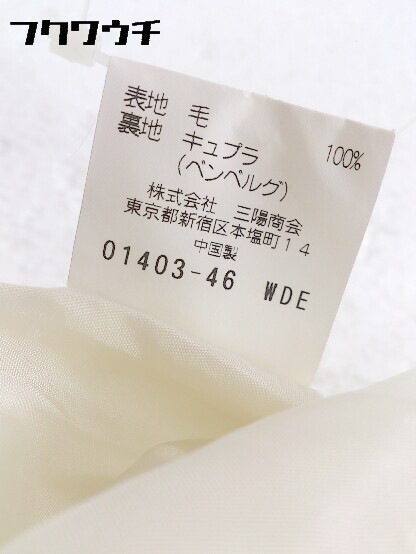 フクワウチ
表地 毛 100%
裏地 キュプラ
(ベンベルグ)
株式会社 三陽商会
東京都新宿区本塩町14
中国製
01403-46 WDE